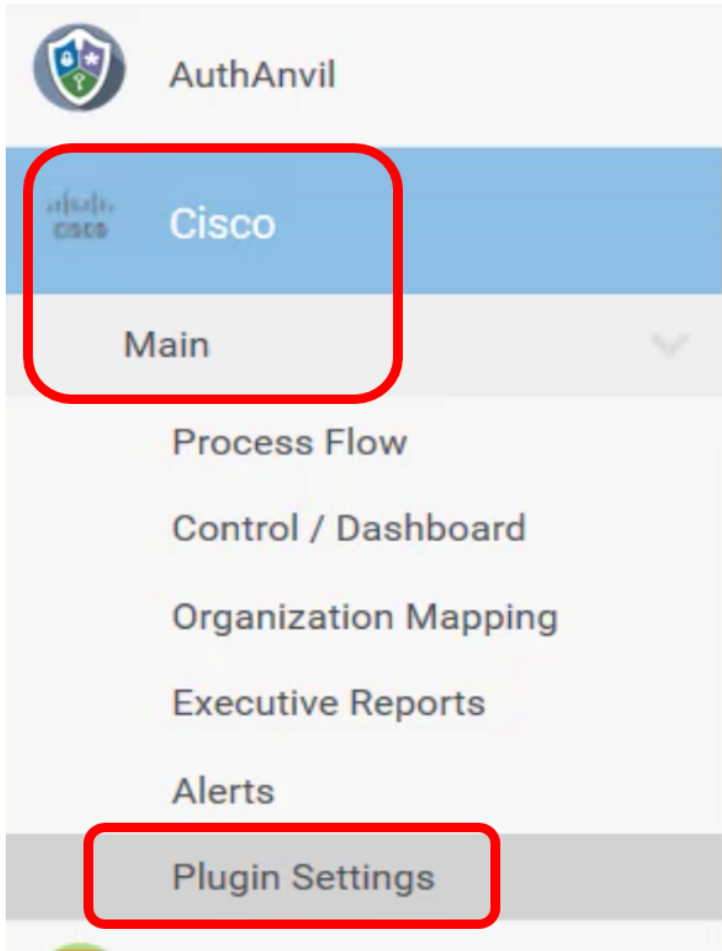 AuthAnvil
CISCO
Cisco
Main
Process Flow
Control / Dashboard
Organization Mapping
Executive Reports
Alerts
Plugin Settings